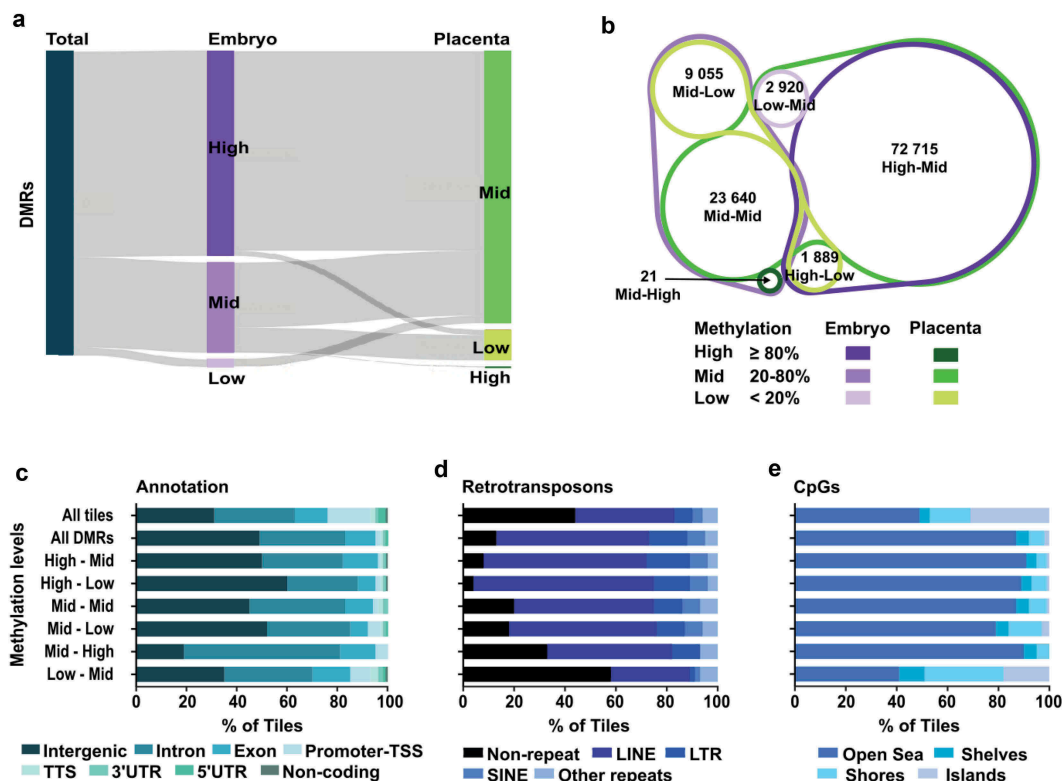 a
Total
Embryo
Placenta
DMRs
High
Mid
Low
Mid
Low
High
b
9 055
Mid-Low
2 920
Low-Mid
72 715
High-Mid
23 640
Mid-Mid
1 889
High-Low
21
Mid-High
Methylation Embryo Placenta
High ≥ 80%
Mid 20-80%
Low < 20%
c
Annotation
Methylation levels
All tiles
All DMRs
High - Mid
High - Low
Mid - Mid
Mid - Low
Mid - High
Low - Mid
0 20 40 60 80 100
% of Tiles
Intergenic Intron Exon Promoter-TSS
TTS 3'UTR 5'UTR Non-coding
d
Retrotransposons
0 20 40 60 80 100
% of Tiles
Non-repeat LINE LTR
SINE Other repeats
e
CpGs
0 20 40 60 80 100
% of Tiles
Open Sea Shelves
Shores Islands